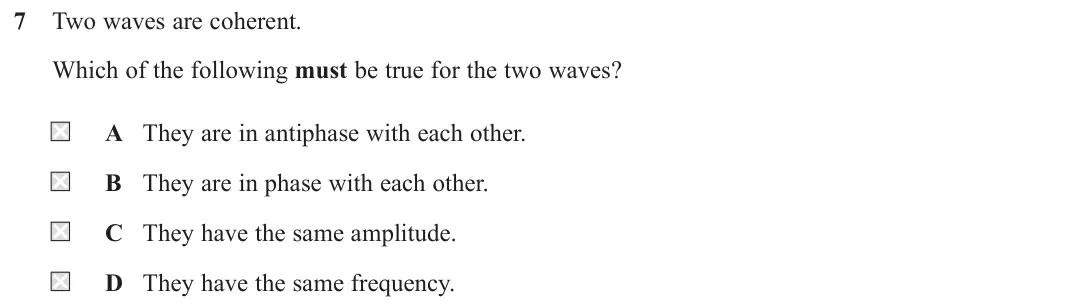 7 Two waves are coherent.
Which of the following must be true for the two waves?
A They are in antiphase with each other.
B They are in phase with each other.
C They have the same amplitude.
D They have the same frequency.